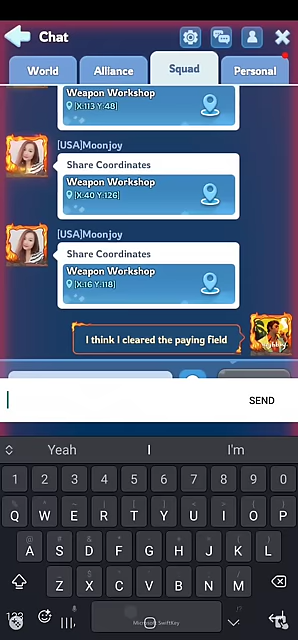 Chat
World
Alliance
Squad
Personal
Weapon Workshop
[X:113 Y:48]
[USA]Moonjoy
Share Coordinates
Weapon Workshop
[X:40 Y:126]
[USA]Moonjoy
Share Coordinates
Weapon Workshop
[X:16 Y:118]
I think I cleared the paying field
SEND
Yeah I I'm
1 2 3 4 5 6 7 8 9 0
Q W E R T Y U I O P
A S D F G H J K L
Z X C V B N M
123
Microsoft SwiftKey